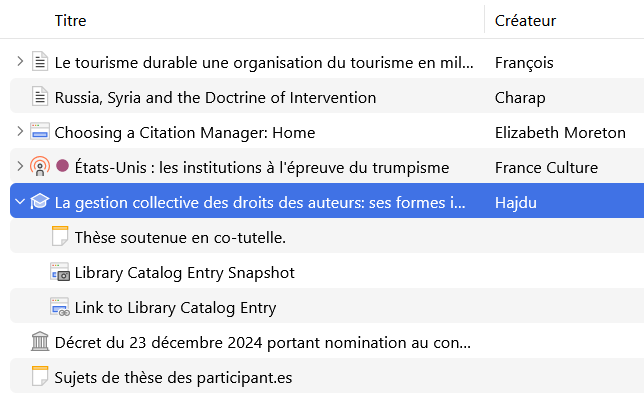 Titre Créateur
Le tourisme durable une organisation du tourisme en mil... François
Russia, Syria and the Doctrine of Intervention Charap
Choosing a Citation Manager: Home Elizabeth Moreton
États-Unis : les institutions à l'épreuve du trumpisme France Culture
La gestion collective des droits des auteurs: ses formes i... Hajdu
Thèse soutenue en co-tutelle.
Library Catalog Entry Snapshot
Link to Library Catalog Entry
Décret du 23 décembre 2024 portant nomination au con...
Sujets de thèse des participant.es